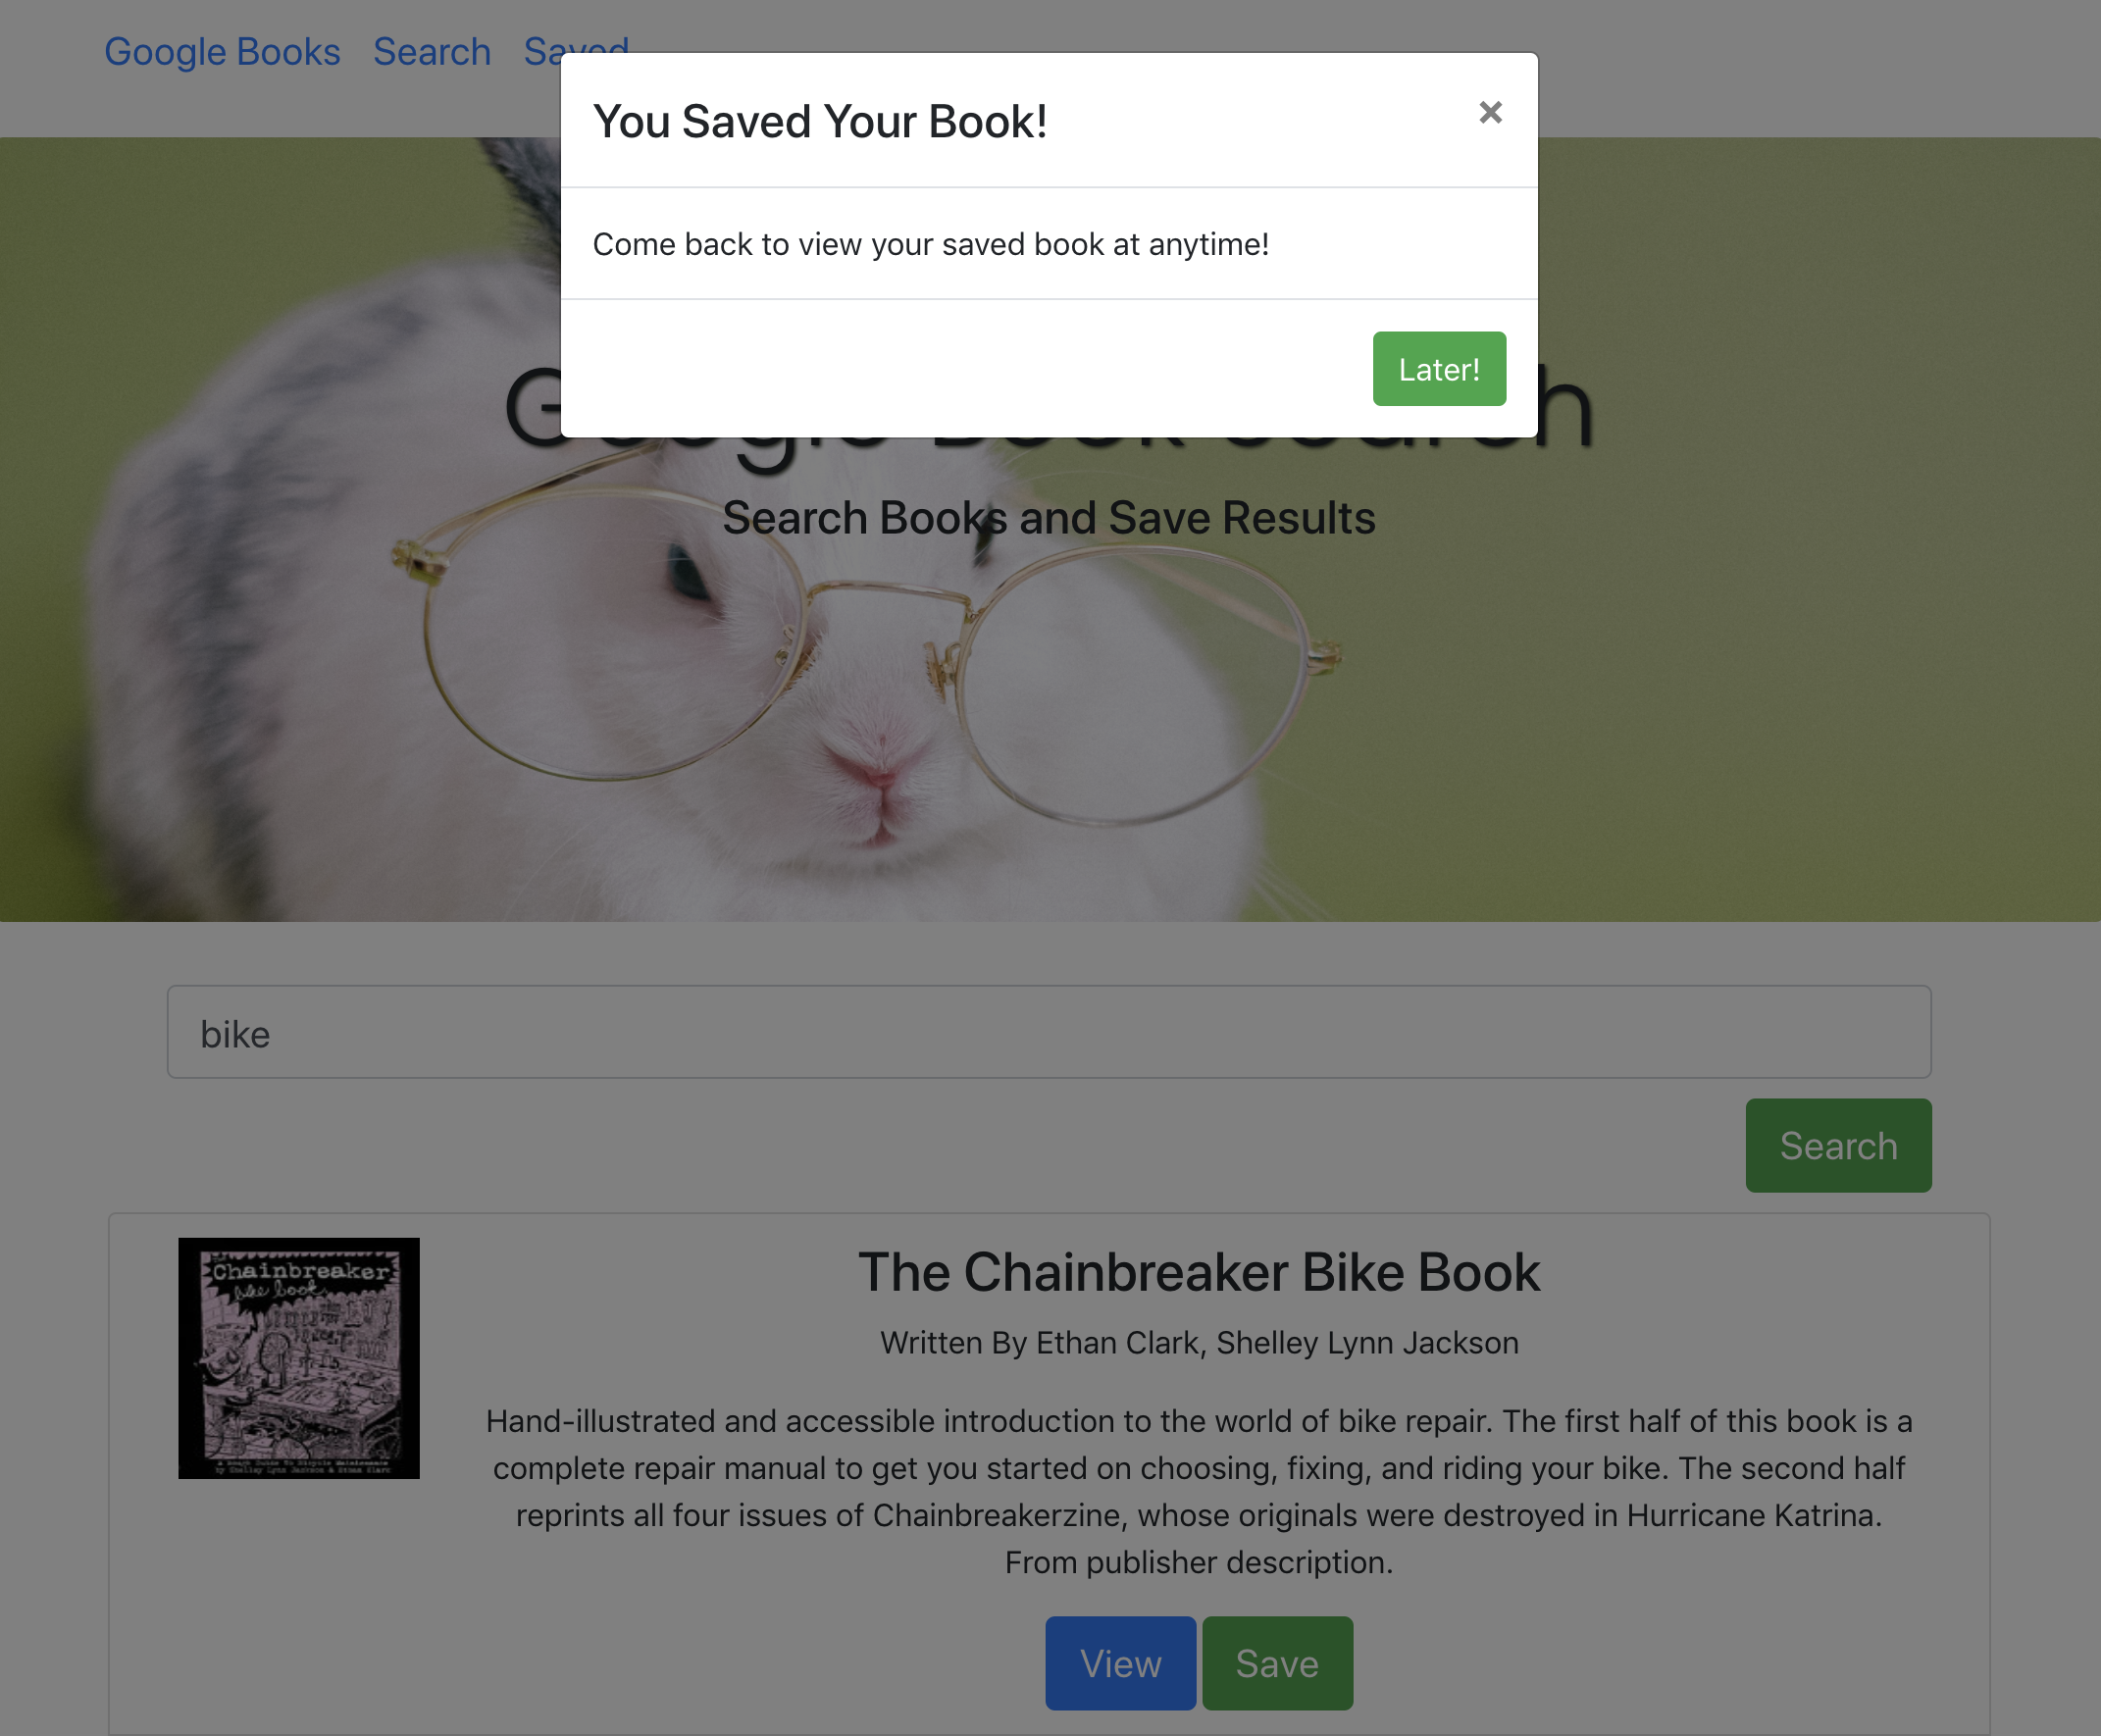 Google Books Search Saved
You Saved Your Book!
×
Come back to view your saved book at anytime!
Later!
Google Book Search
Search Books and Save Results
bike
Search
Chainbreaker
bike book
The Chainbreaker Bike Book
Written By Ethan Clark, Shelley Lynn Jackson
Hand-illustrated and accessible introduction to the world of bike repair. The first half of this book is a
complete repair manual to get you started on choosing, fixing, and riding your bike. The second half
reprints all four issues of Chainbreakerzine, whose originals were destroyed in Hurricane Katrina.
From publisher description.
View Save